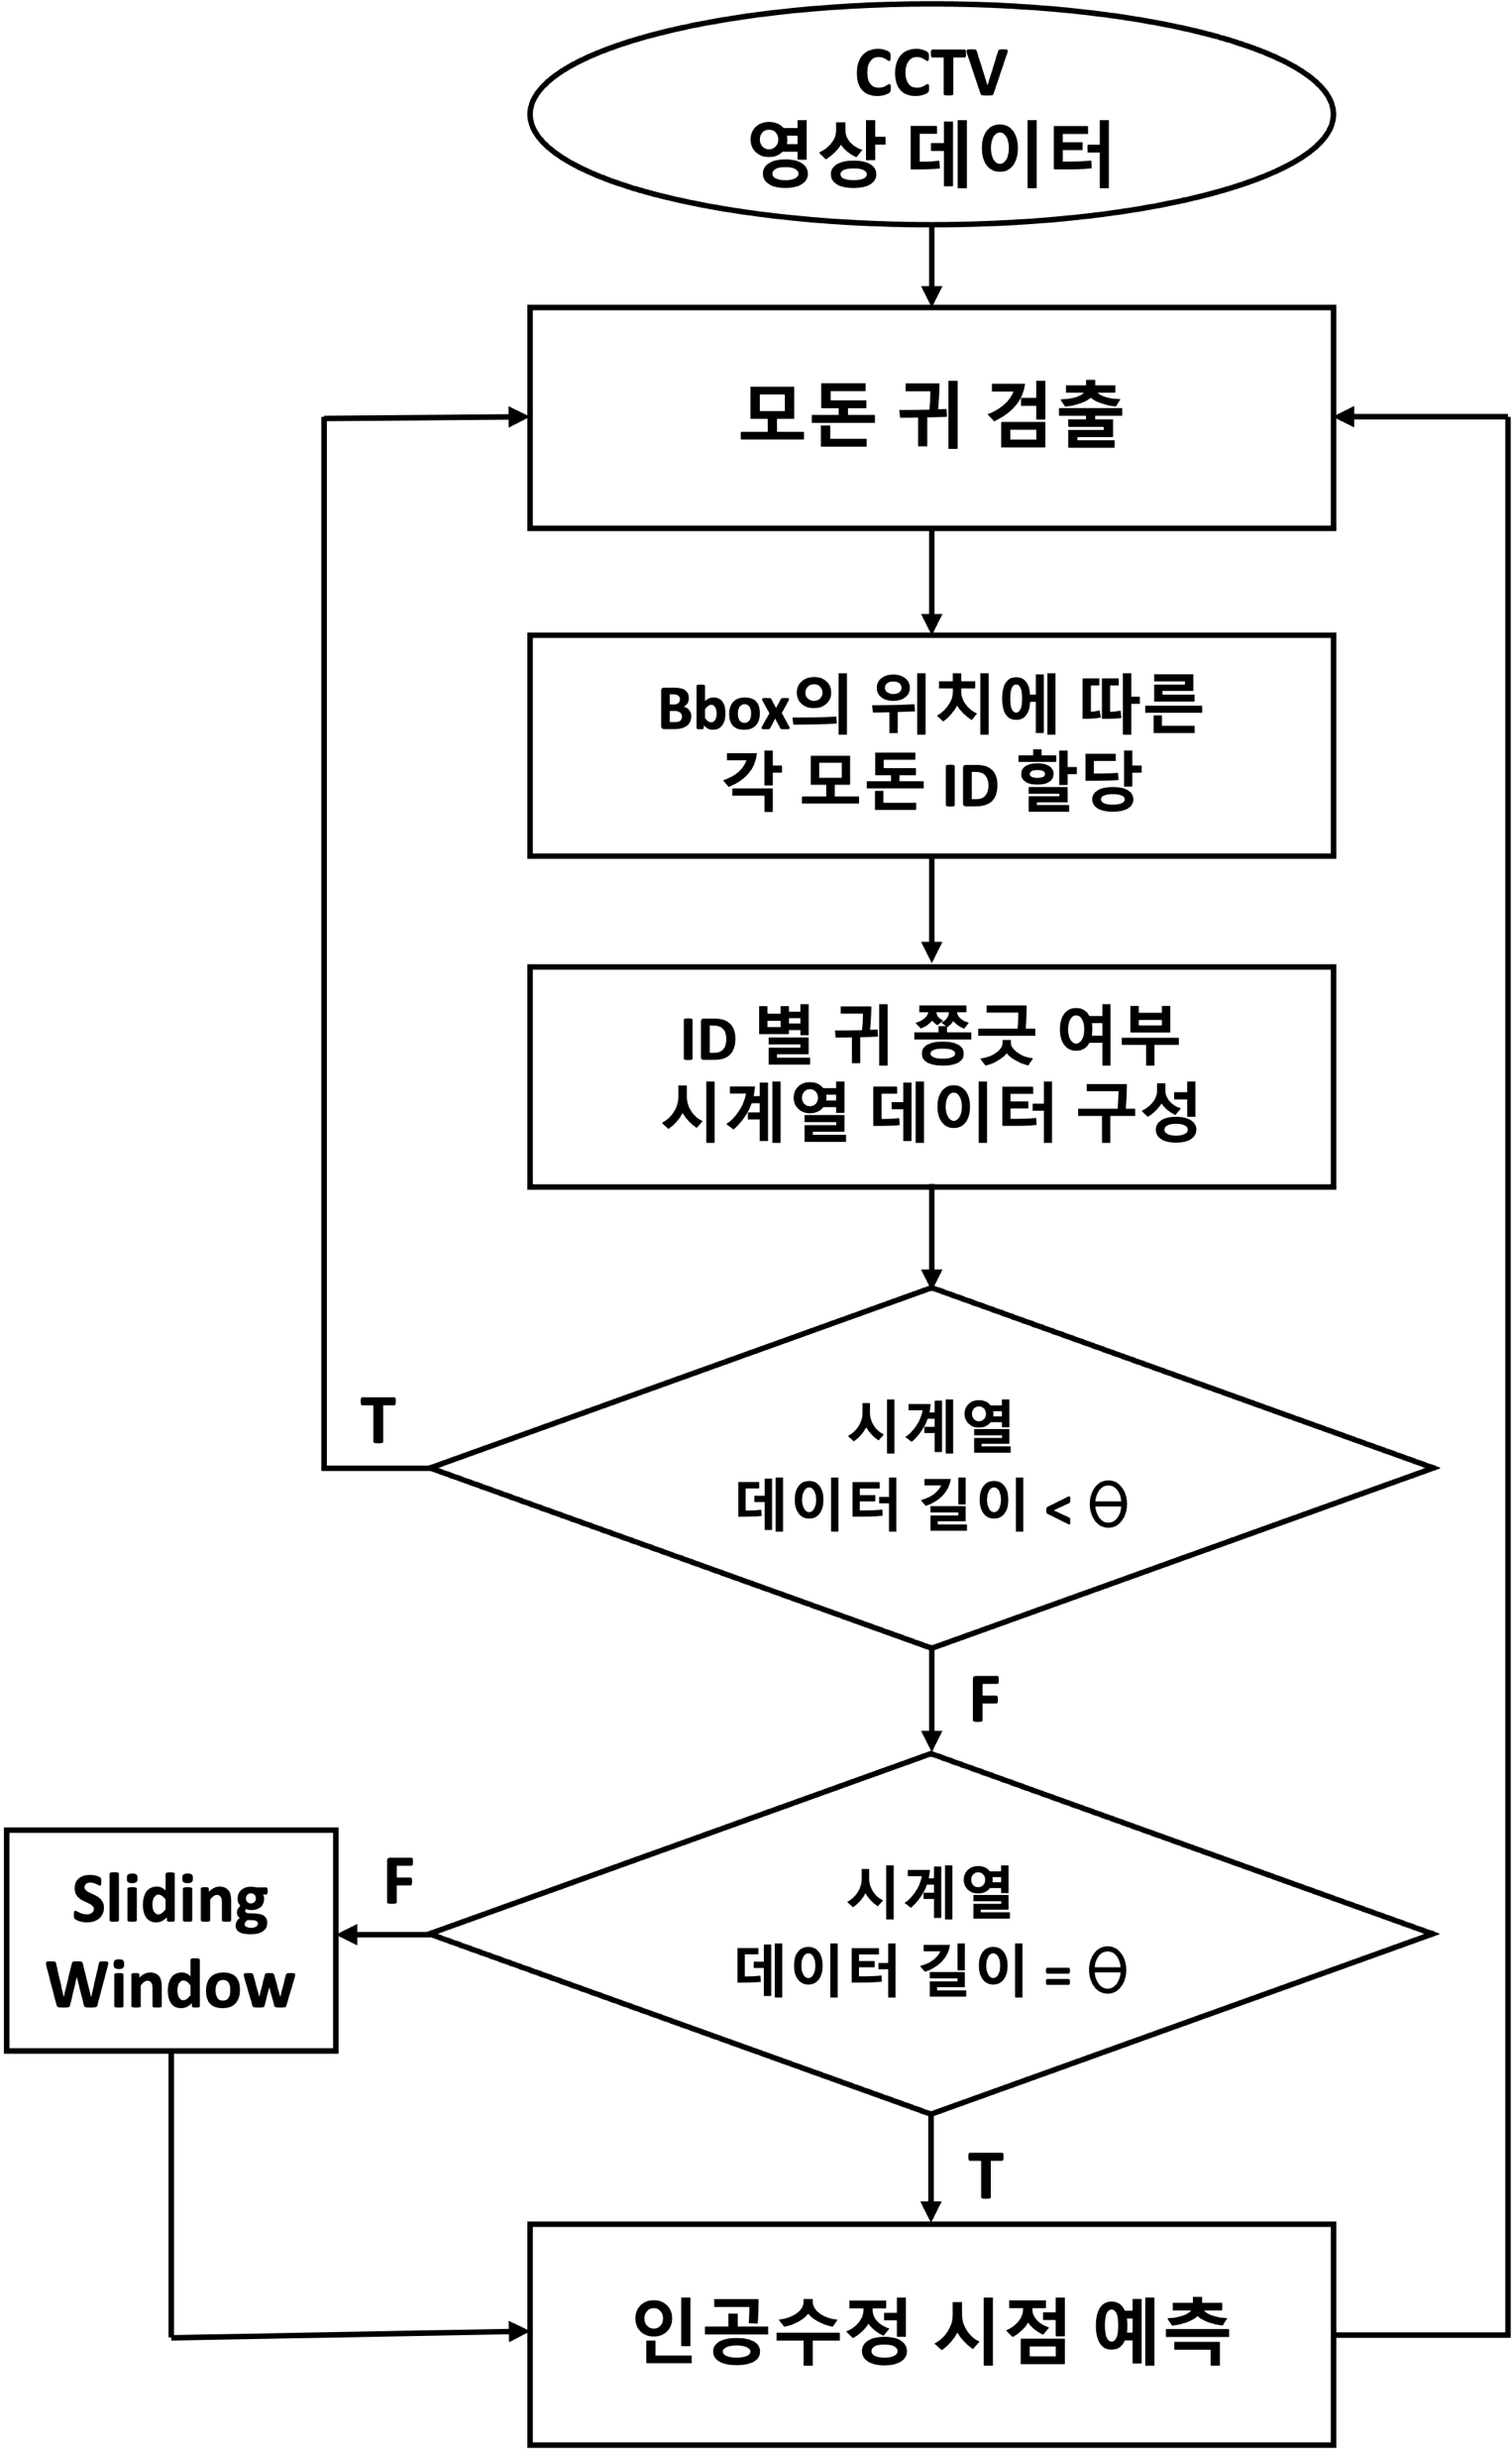 CCTV
영상 데이터
모든 귀 검출
Bbox의 위치에 따른
각 모돈 ID 할당
ID 별 귀 쫑긋 여부
시계열 데이터 구성
시계열
데이터 길이 < θ
T
F
시계열
데이터 길이 = θ
F
Sliding
Window
T
인공수정 시점 예측